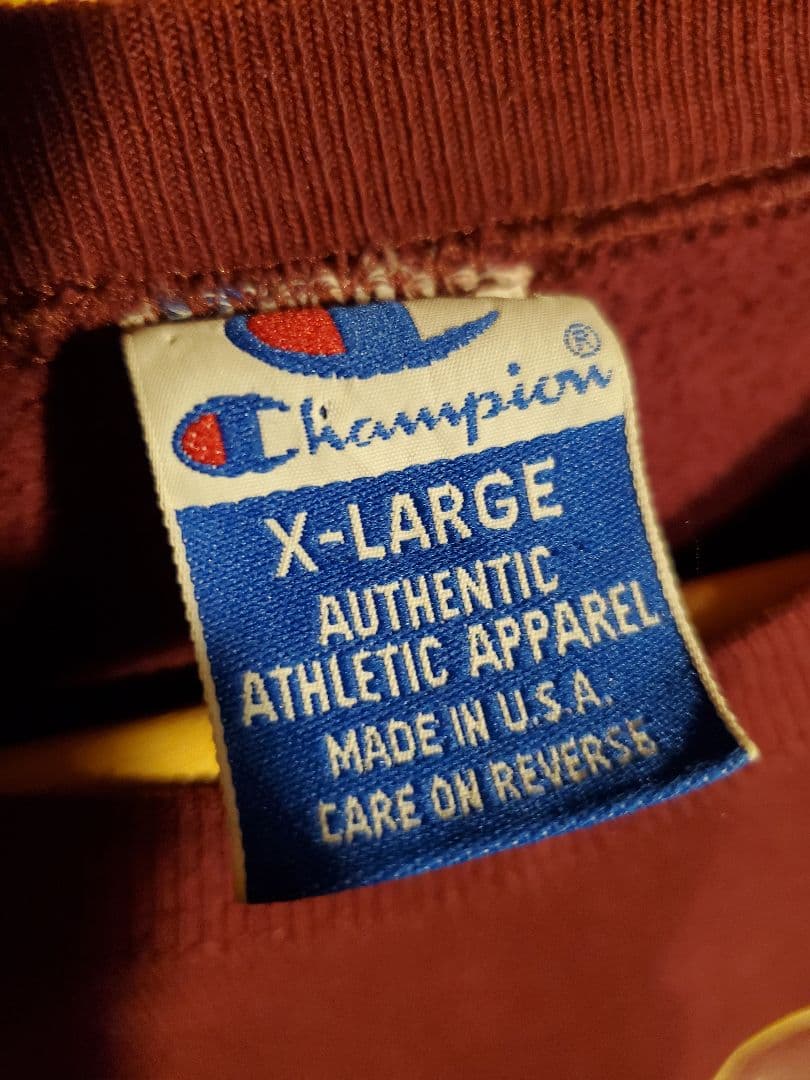 Champion®
X-LARGE
AUTHENTIC
ATHLETIC APPAREL
MADE IN U.S.A.
CARE ON REVERSE